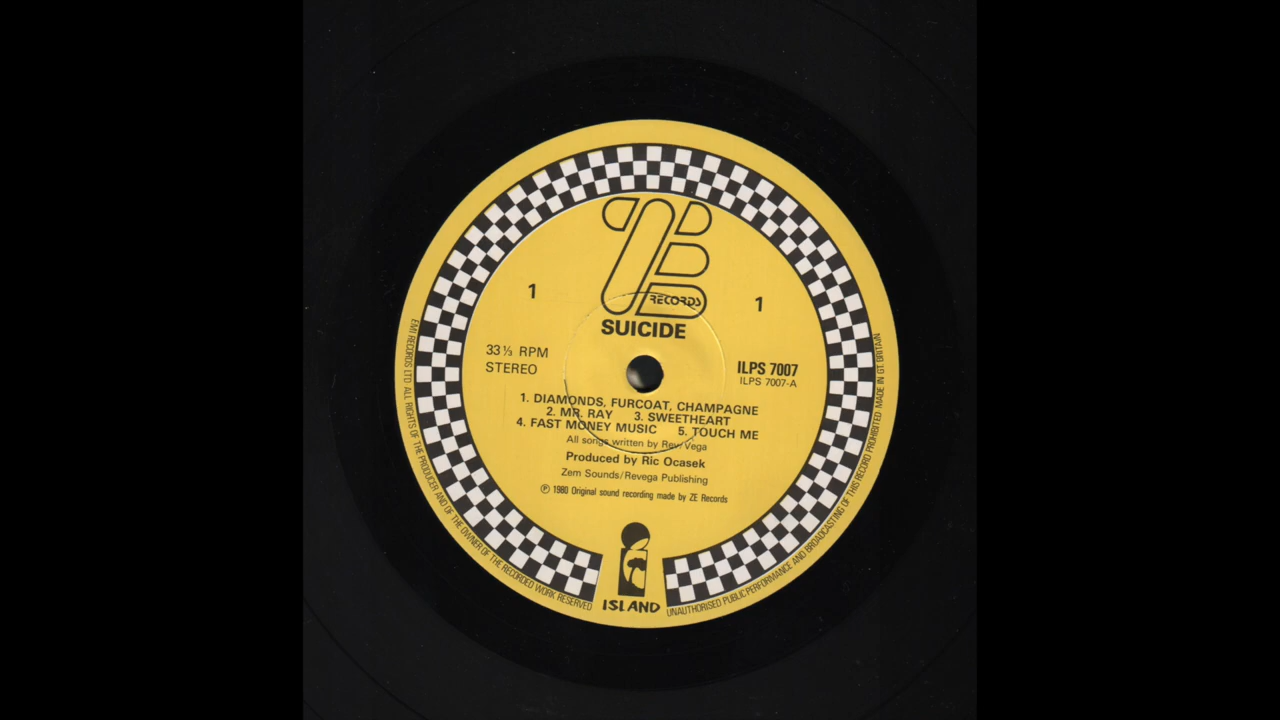 ZE
RECORDS
SUICIDE
1
1
33⅓ RPM
STEREO
ILPS 7007
ILPS 7007-A
1. DIAMONDS, FURCOAT, CHAMPAGNE
2. MR. RAY 3. SWEETHEART
4. FAST MONEY MUSIC 5. TOUCH ME
All songs written by Rev/Vega
Produced by Ric Ocasek
Zem Sounds/Revega Publishing
℗ 1980 Original sound recording made by ZE Records
ISLAND
EMI RECORDS LTD ALL RIGHTS OF THE PRODUCER AND OF THE OWNER OF THE RECORDED WORK RESERVED
UNAUTHORISED PUBLIC PERFORMANCE AND BROADCASTING OF THIS RECORD PROHIBITED MADE IN GT. BRITAIN